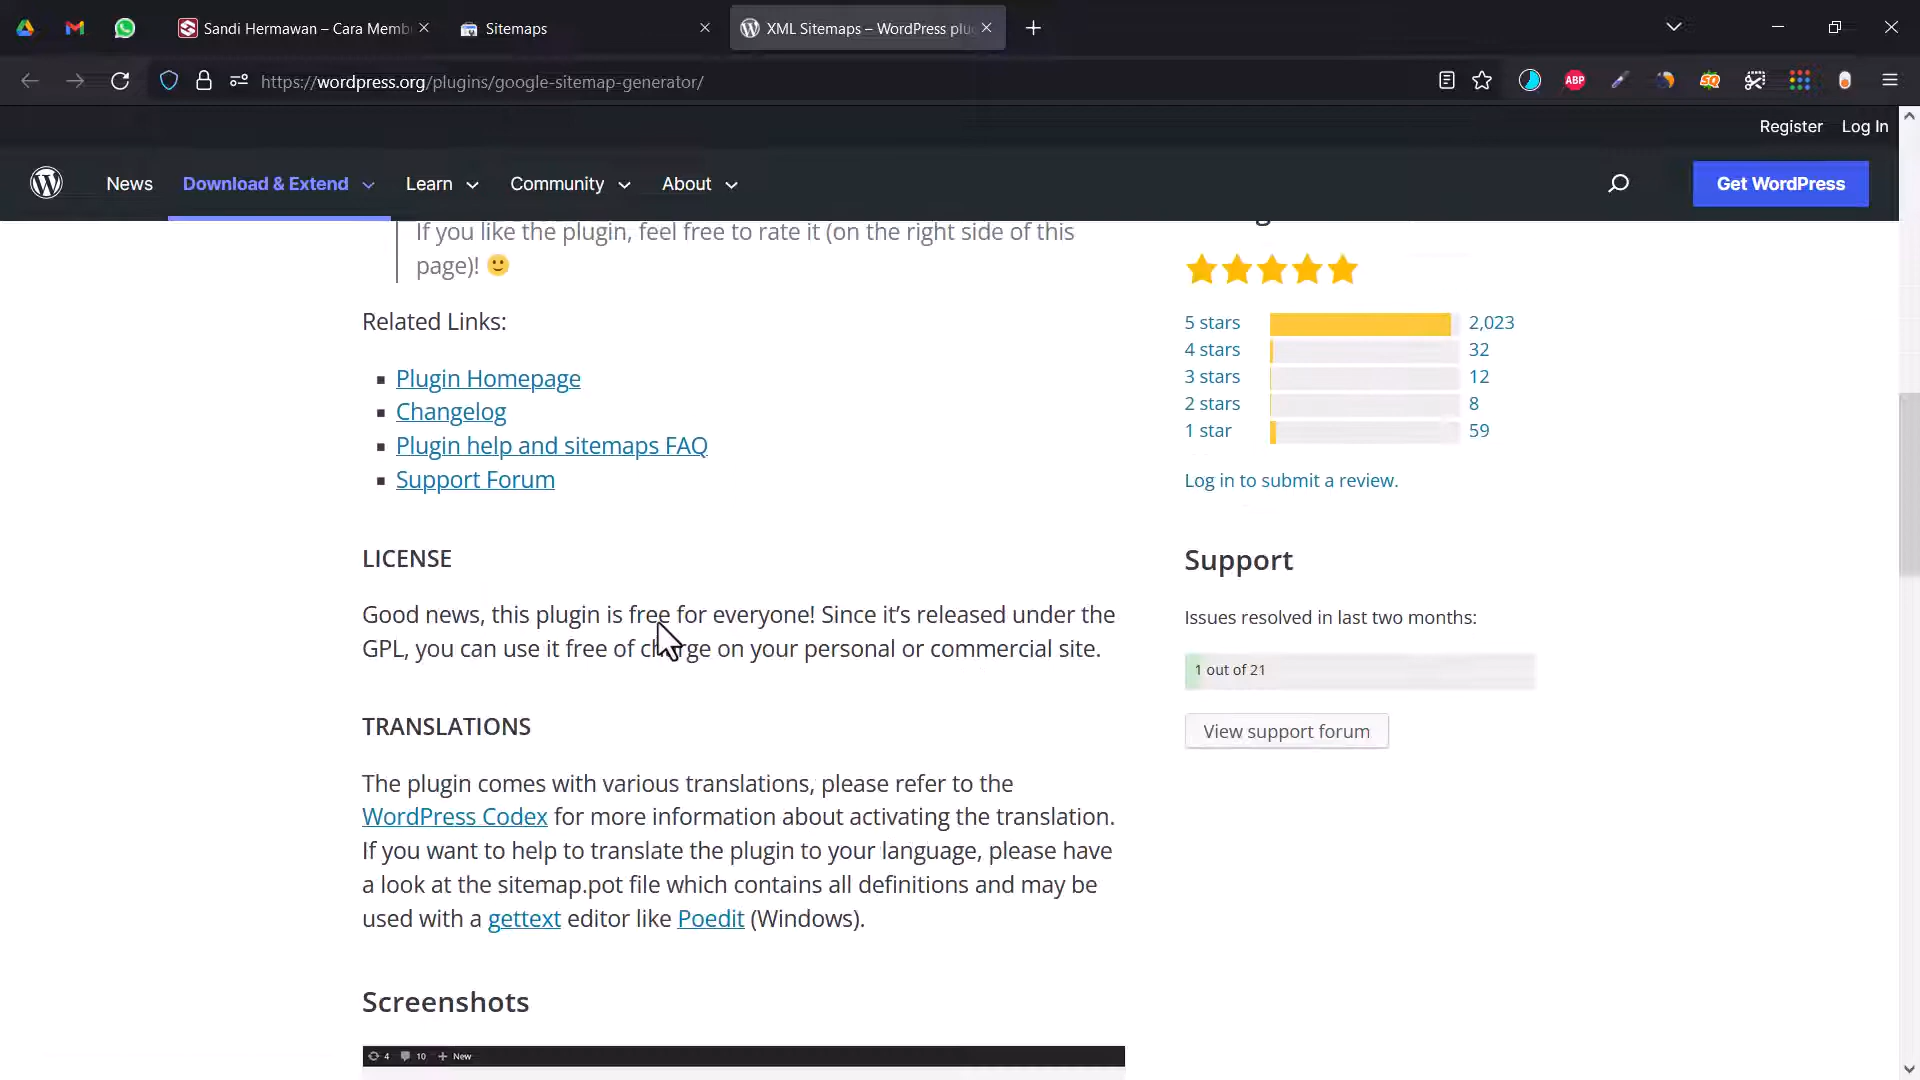 Sandi Hermawan – Cara Memb
Sitemaps
XML Sitemaps – WordPress plu
https://wordpress.org/plugins/google-sitemap-generator/
ABP
SQ
Register
Log In
News
Download & Extend
Learn
Community
About
Get WordPress
If you like the plugin, feel free to rate it (on the right side of this
page)! 🙂
Related Links:
Plugin Homepage
Changelog
Plugin help and sitemaps FAQ
Support Forum
LICENSE
Good news, this plugin is free for everyone! Since it’s released under the
GPL, you can use it free of charge on your personal or commercial site.
TRANSLATIONS
The plugin comes with various translations, please refer to the
WordPress Codex for more information about activating the translation.
If you want to help to translate the plugin to your language, please have
a look at the sitemap.pot file which contains all definitions and may be
used with a gettext editor like Poedit (Windows).
Screenshots
4 10 + New
5 stars 2,023
4 stars 32
3 stars 12
2 stars 8
1 star 59
Log in to submit a review.
Support
Issues resolved in last two months:
1 out of 21
View support forum